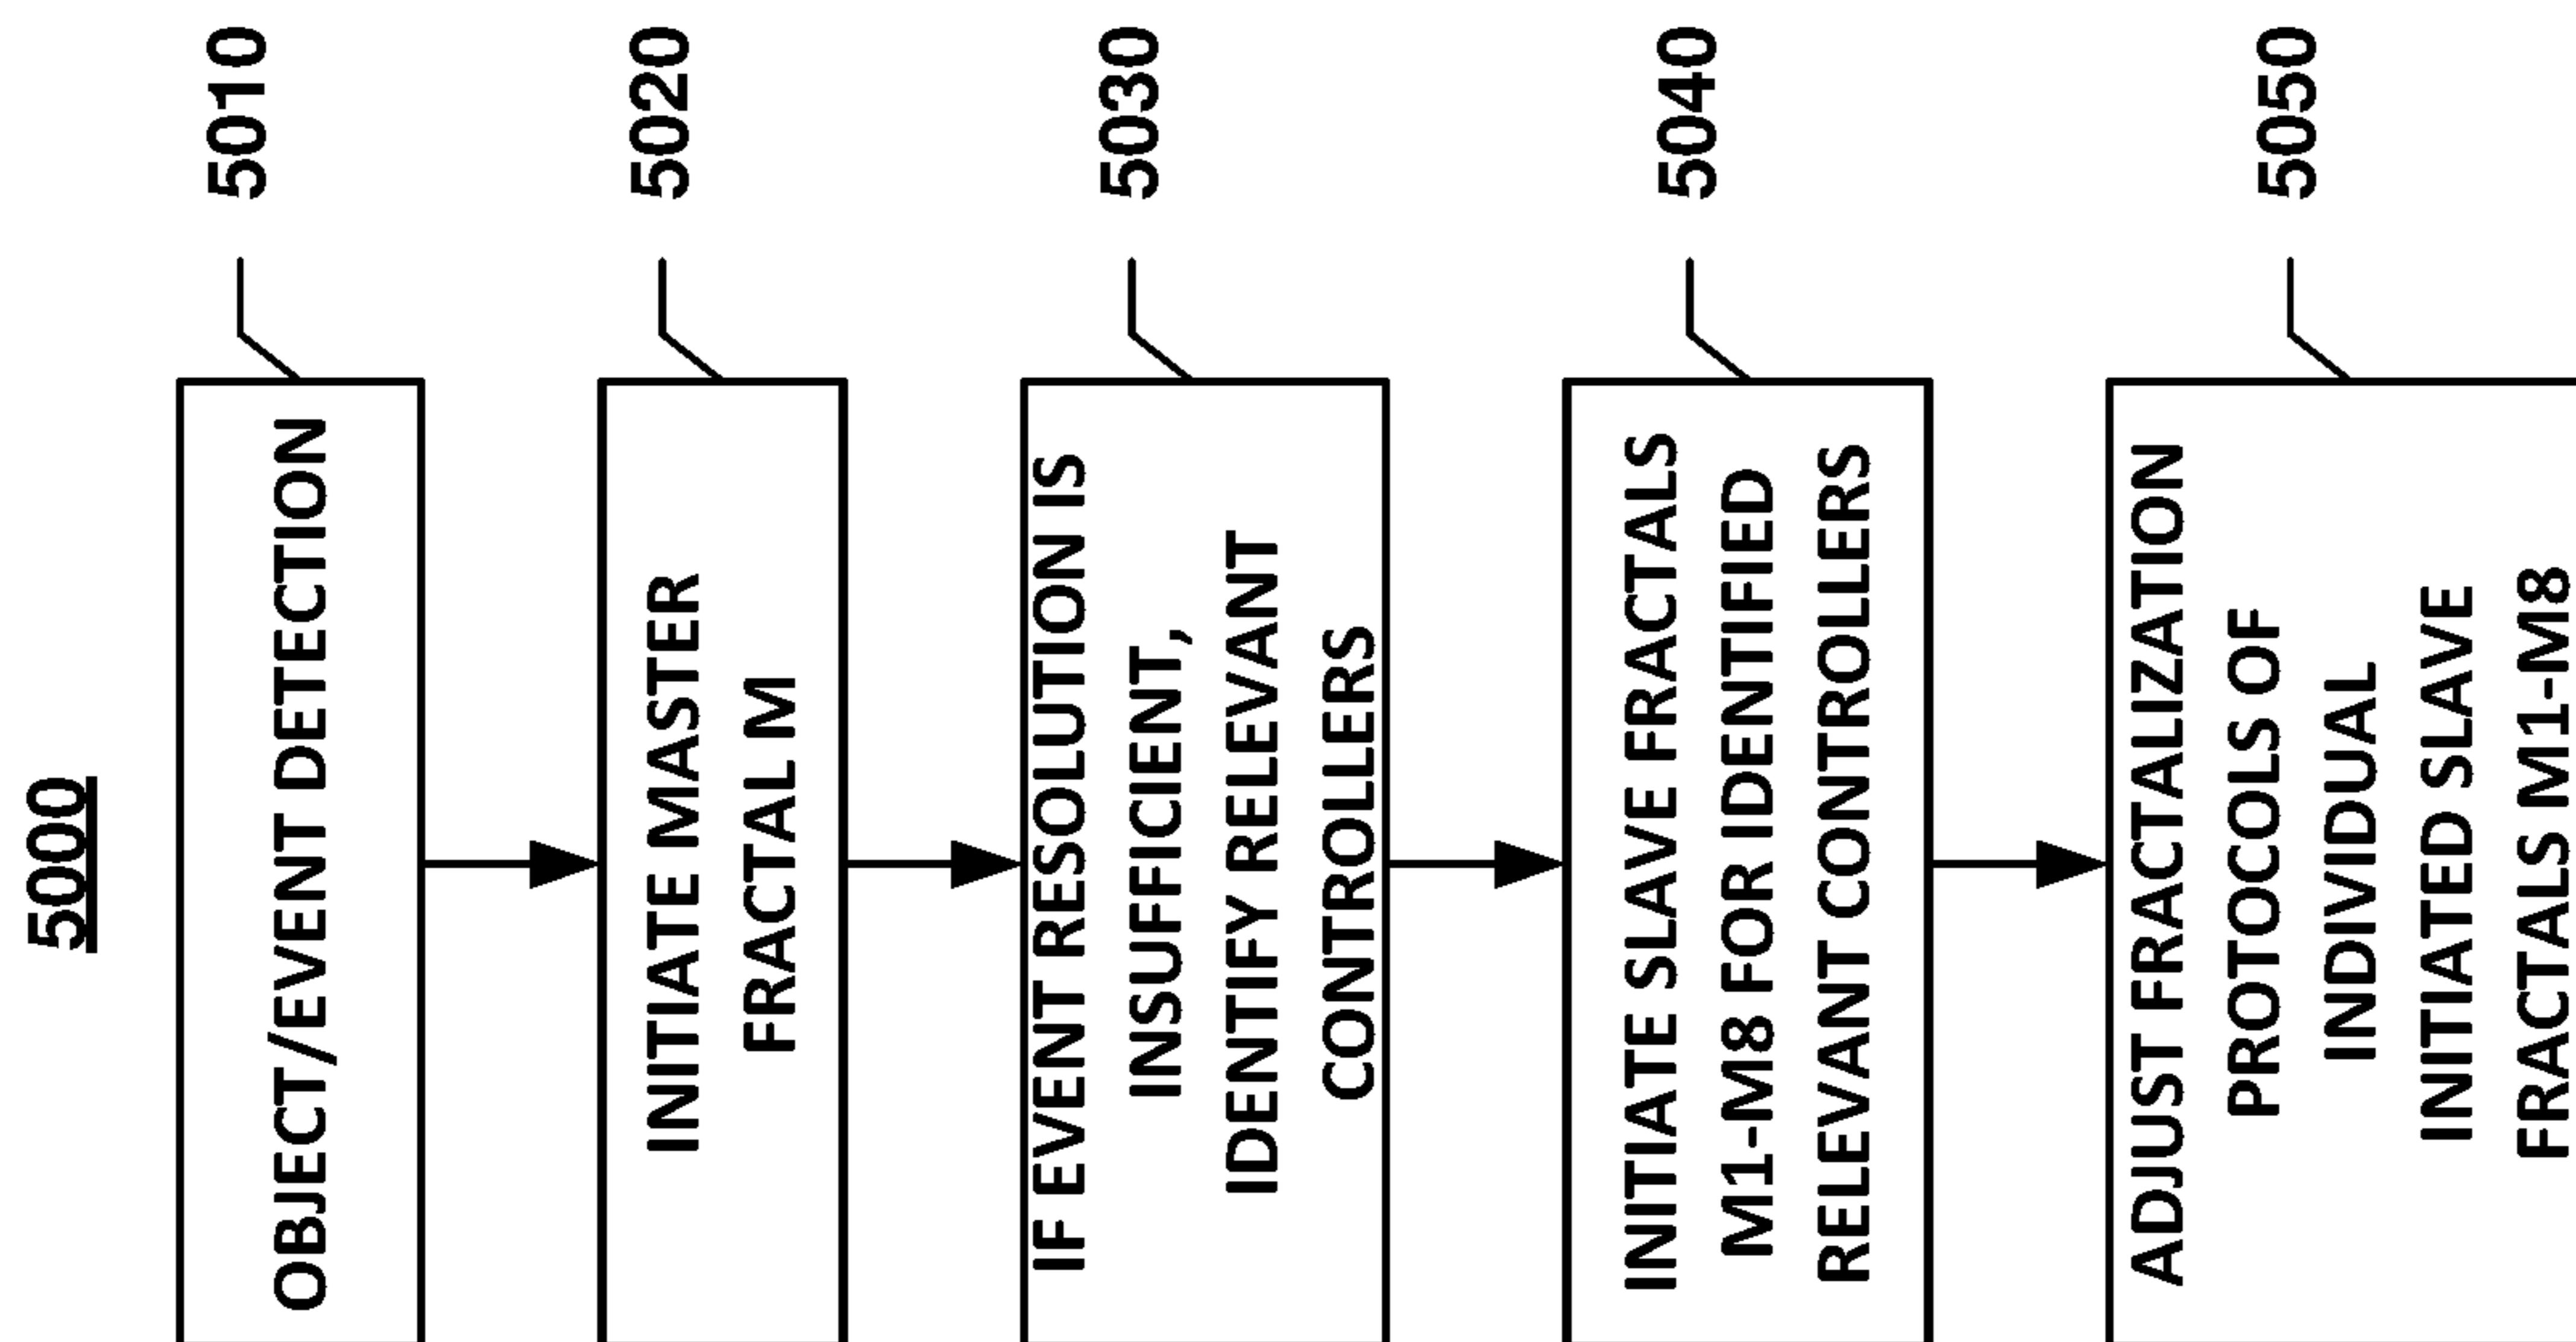 5000
OBJECT/EVENT DETECTION
5010
INITIATE MASTER
FRACTAL M
5020
IF EVENT RESOLUTION IS
INSUFFICIENT,
IDENTIFY RELEVANT
CONTROLLERS
5030
INITIATE SLAVE FRACTALS
M1-M8 FOR IDENTIFIED
RELEVANT CONTROLLERS
5040
ADJUST FRACTALIZATION
PROTOCOLS OF
INDIVIDUAL
INITIATED SLAVE
FRACTALS M1-M8
5050